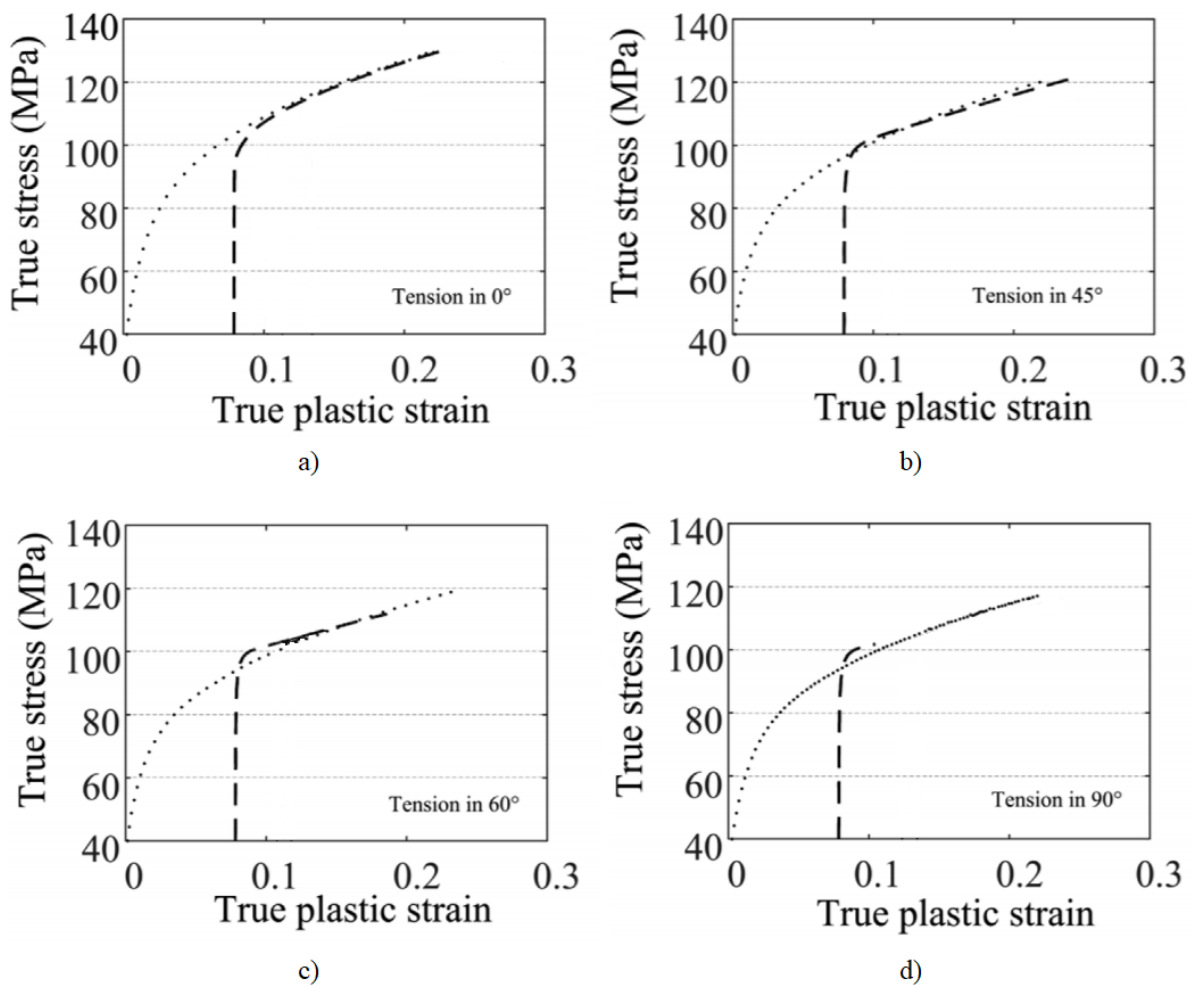 True stress (MPa)
140
120
100
80
60
40
Tension in 0°
0 0.1 0.2 0.3
True plastic strain
a)
True stress (MPa)
140
120
100
80
60
40
Tension in 45°
0 0.1 0.2 0.3
True plastic strain
b)
True stress (MPa)
140
120
100
80
60
40
Tension in 60°
0 0.1 0.2 0.3
True plastic strain
c)
True stress (MPa)
140
120
100
80
60
40
Tension in 90°
0 0.1 0.2 0.3
True plastic strain
d)